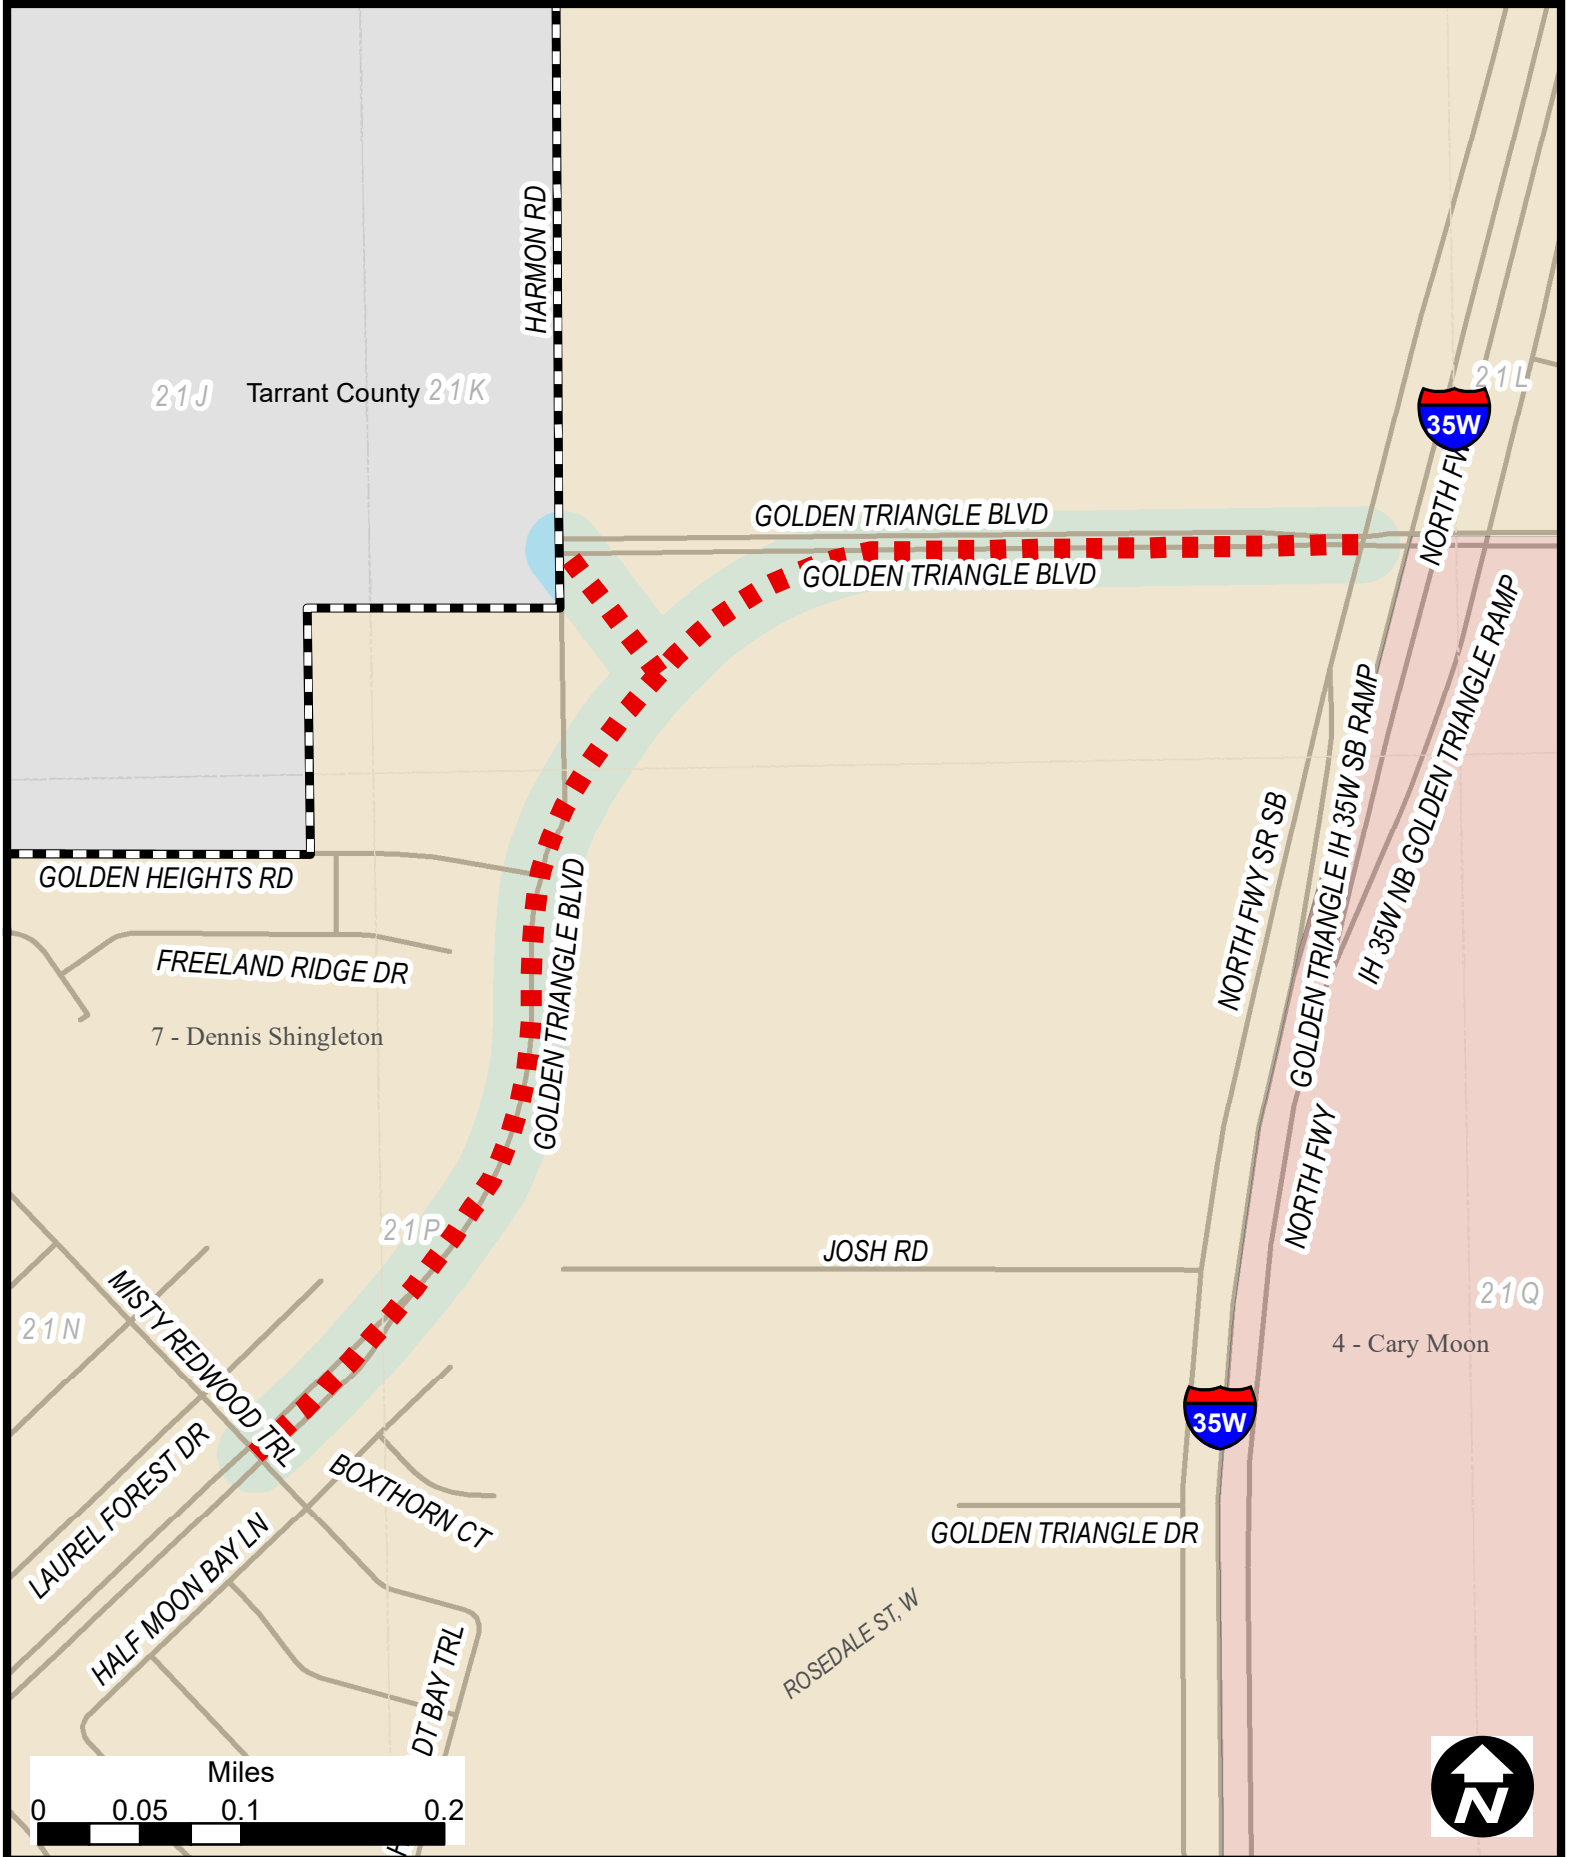 HARMON RD
21J
Tarrant County
21K
21L
35W
NORTH FW
GOLDEN TRIANGLE BLVD
GOLDEN TRIANGLE BLVD
IH 35W NB GOLDEN TRIANGLE RAMP
GOLDEN TRIANGLE IH 35W SB RAMP
NORTH FWY SR SB
GOLDEN HEIGHTS RD
GOLDEN TRIANGLE BLVD
FREELAND RIDGE DR
7 - Dennis Shingleton
NORTH FWY
21P
JOSH RD
21Q
21N
MISTY REDWOOD TRL
4 - Cary Moon
35W
LAUREL FOREST DR
BOXTHORN CT
HALF MOON BAY LN
GOLDEN TRIANGLE DR
ROSEDALE ST, W
DT BAY TRL
Miles
0 0.05 0.1 0.2
N